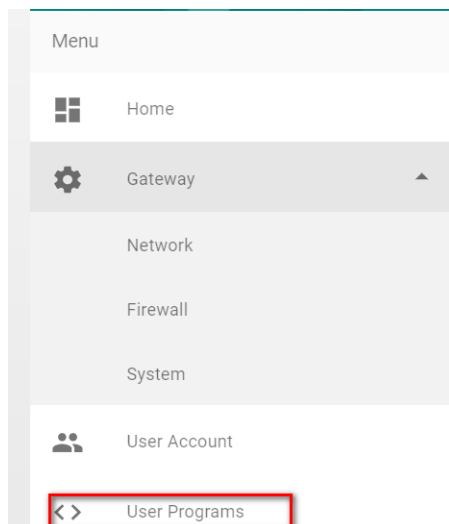 Menu
Home
Gateway
Network
Firewall
System
User Account
User Programs